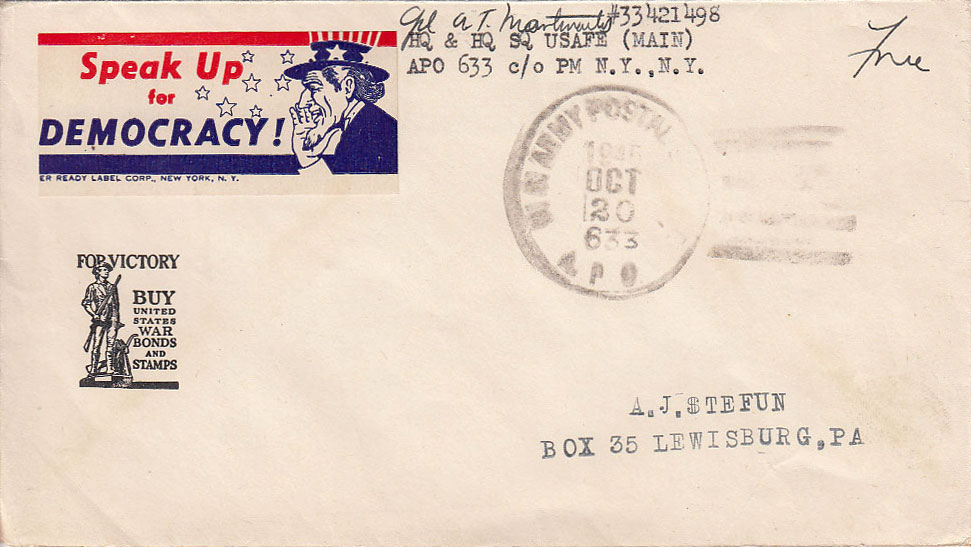 Speak Up
for
DEMOCRACY!
ER READY LABEL CORP., NEW YORK, N. Y.
A. T. #33421498
HQ & HQ SQ USAFE (MAIN)
APO 633 c/o PM N.Y.,N.Y.
Free
U.S. ARMY POSTAL
OCT
20
633
A.P.O
FOR VICTORY
BUY
UNITED
STATES
WAR
BONDS
AND
STAMPS
A.J.STEFUN
BOX 35 LEWISBURG,PA